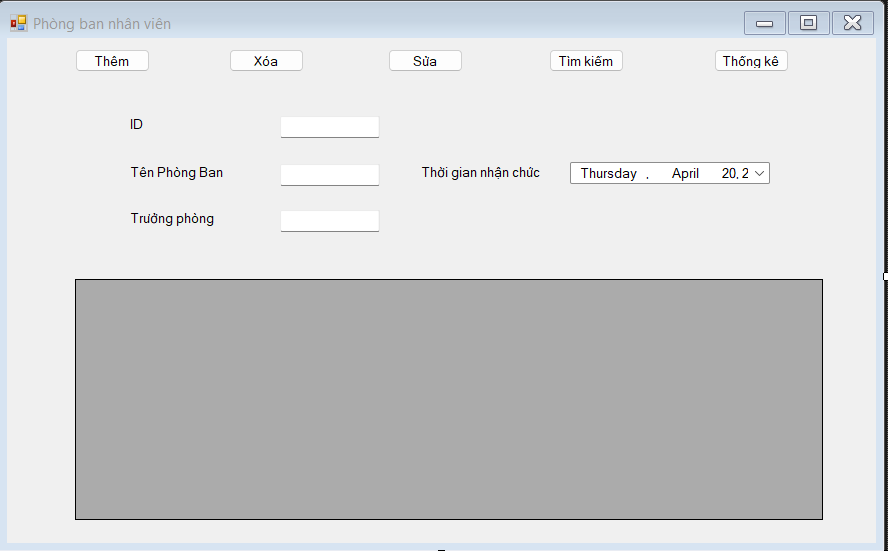 Phòng ban nhân viên
Thêm Xóa Sửa Tìm kiếm Thống kê
ID
Tên Phòng Ban Thời gian nhận chức Thursday , April 20, 2
Trưởng phòng